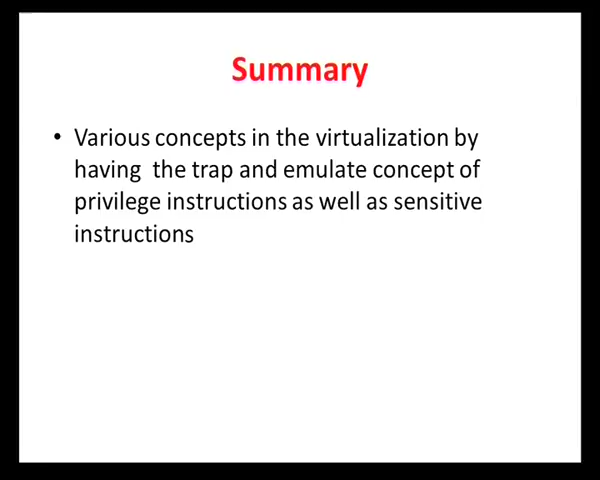 Summary
• Various concepts in the virtualization by
having the trap and emulate concept of
privilege instructions as well as sensitive
instructions